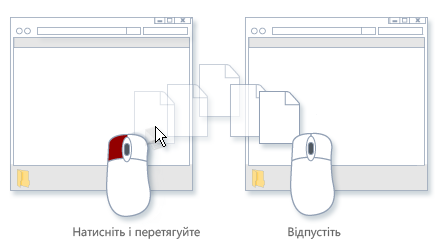 Натисніть і перетягуйте
Відпустіть